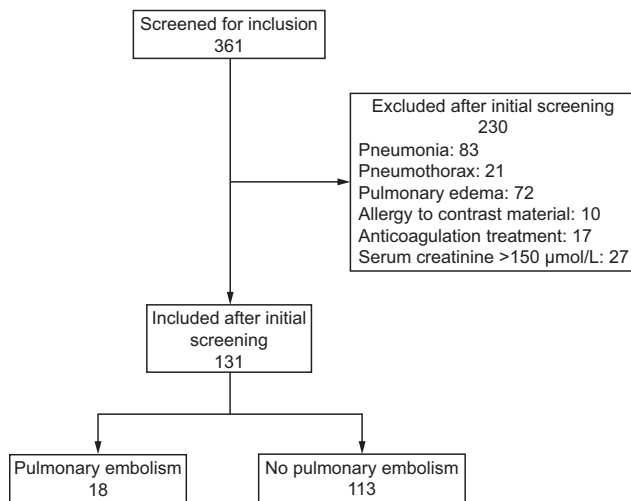 Screened for inclusion
361
Excluded after initial screening
230
Pneumonia: 83
Pneumothorax: 21
Pulmonary edema: 72
Allergy to contrast material: 10
Anticoagulation treatment: 17
Serum creatinine >150 μmol/L: 27
Included after initial
screening
131
Pulmonary embolism
18
No pulmonary embolism
113